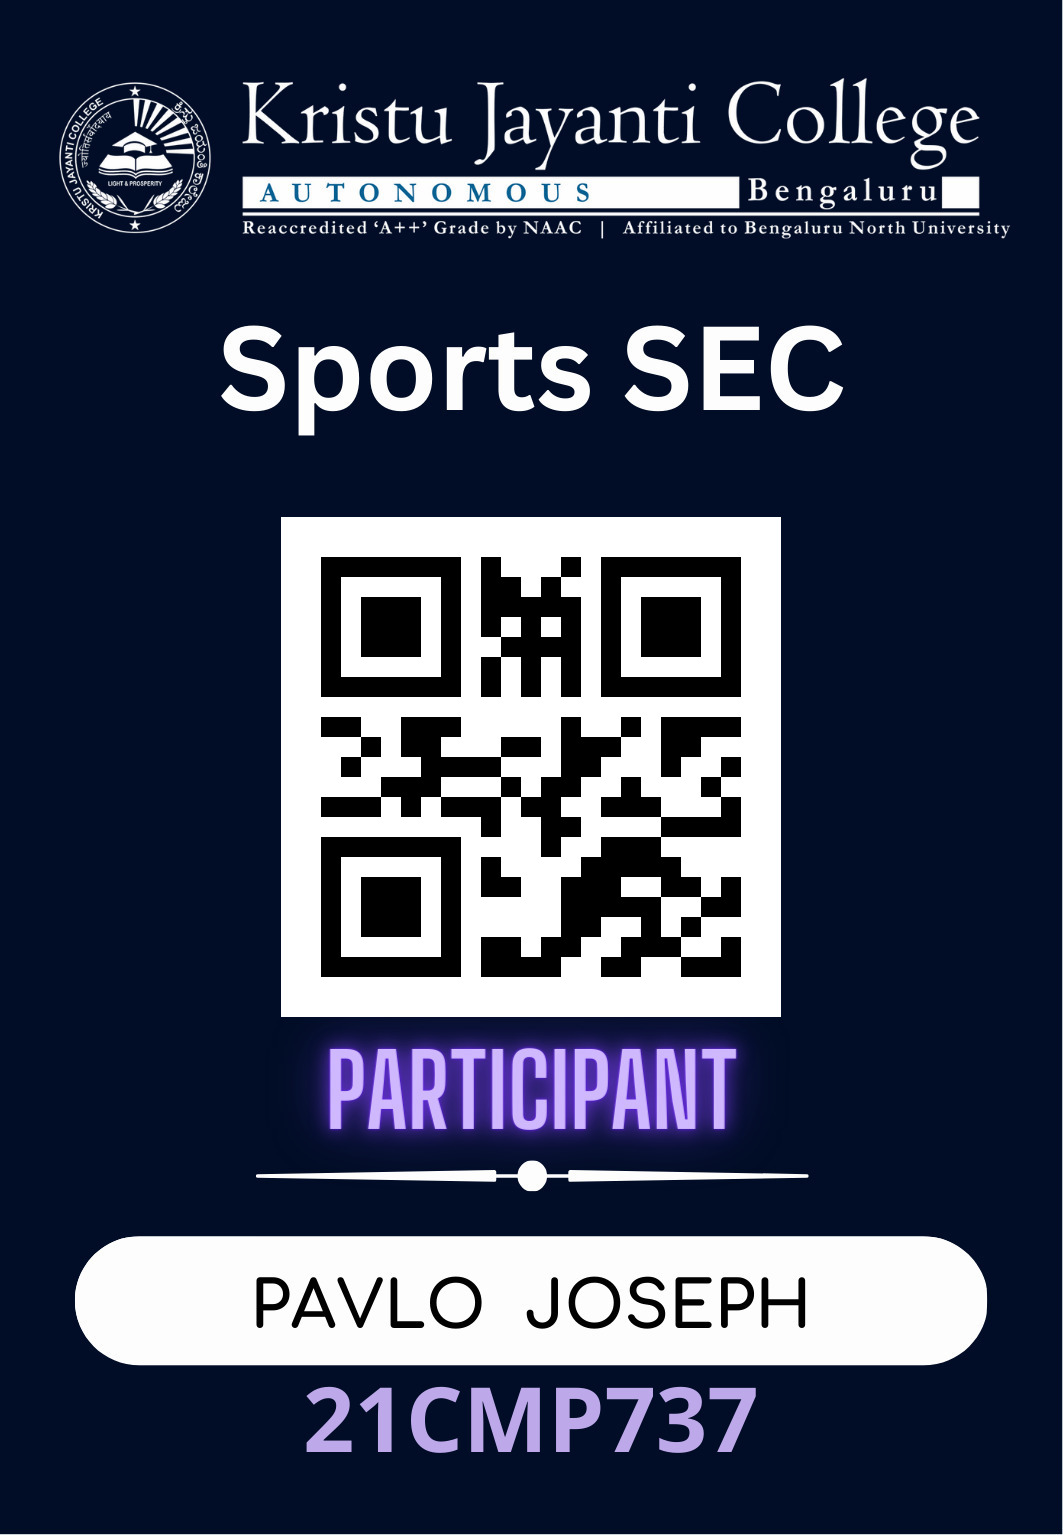 KRISTU JAYANTI COLLEGE
LIGHT & PROSPERITY
Kristu Jayanti College
AUTONOMOUS Bengaluru
Reaccredited ‘A++’ Grade by NAAC | Affiliated to Bengaluru North University
Sports SEC
PARTICIPANT
PAVLO JOSEPH
21CMP737